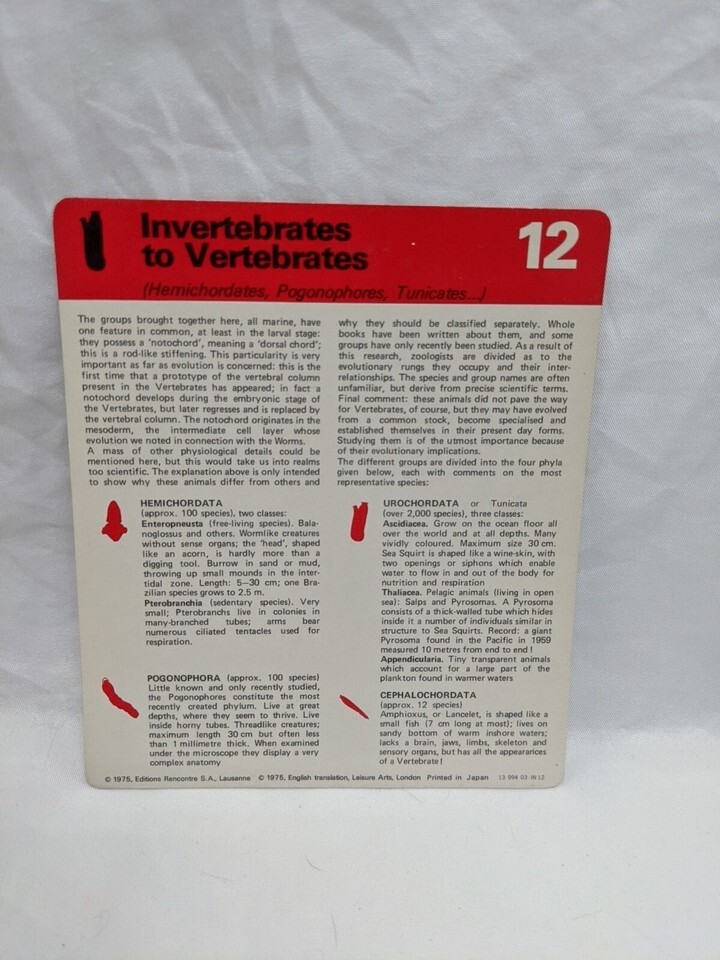 Invertebrates
to Vertebrates
12
(Hemichordates, Pogonophores, Tunicates...)
The groups brought together here, all marine, have
one feature in common, at least in the larval stage:
they possess a 'notochord', meaning a 'dorsal chord';
this is a rod-like stiffening. This particularity is very
important as far as evolution is concerned: this is the
first time that a prototype of the vertebral column
present in the Vertebrates has appeared; in fact a
notochord develops during the embryonic stage of
the Vertebrates, but later regresses and is replaced by
the vertebral column. The notochord originates in the
mesoderm, the intermediate cell layer whose
evolution we noted in connection with the Worms.
A mass of other physiological details could be
mentioned here, but this would take us into realms
too scientific. The explanation above is only intended
to show why these animals differ from others and
why they should be classified separately. Whole
books have been written about them, and some
groups have only recently been studied. As a result of
this research, zoologists are divided as to the
evolutionary rungs they occupy and their inter-
relationships. The species and group names are often
unfamiliar, but derive from precise scientific terms.
Final comment: these animals did not pave the way
for Vertebrates, of course, but they may have evolved
from a common stock, become specialised and
established themselves in their present day forms.
Studying them is of the utmost importance because
of their evolutionary implications.
The different groups are divided into the four phyla
given below, each with comments on the most
representative species:
HEMICHORDATA
(approx. 100 species), two classes:
Enteropneusta (free-living species). Bala-
noglossus and others. Wormlike creatures
without sense organs; the 'head', shaped
like an acorn, is hardly more than a
digging tool. Burrow in sand or mud,
throwing up small mounds in the inter-
tidal zone. Length: 5–30 cm; one Bra-
zilian species grows to 2.5 m.
Pterobranchia (sedentary species). Very
small; Pterobranchs live in colonies in
many-branched tubes; arms bear
numerous ciliated tentacles used for
respiration.
POGONOPHORA (approx. 100 species)
Little known and only recently studied,
the Pogonophores constitute the most
recently created phylum. Live at great
depths, where they seem to thrive. Live
inside horny tubes. Threadlike creatures;
maximum length 30 cm but often less
than 1 millimetre thick. When examined
under the microscope they display a very
complex anatomy
UROCHORDATA or Tunicata
(over 2,000 species), three classes:
Ascidiacea. Grow on the ocean floor all
over the world and at all depths. Many
vividly coloured. Maximum size 30 cm.
Sea Squirt is shaped like a wine-skin, with
two openings or siphons which enable
water to flow in and out of the body for
nutrition and respiration
Thaliacea. Pelagic animals (living in open
sea): Salps and Pyrosomas. A Pyrosoma
consists of a thick-walled tube which hides
inside it a number of individuals similar in
structure to Sea Squirts. Record: a giant
Pyrosoma found in the Pacific in 1959
measured 10 metres from end to end!
Appendicularia. Tiny transparent animals
which account for a large part of the
plankton found in warmer waters
CEPHALOCHORDATA
(approx. 12 species)
Amphioxus, or Lancelet, is shaped like a
small fish (7 cm long at most); lives on
sandy bottom of warm inshore waters;
lacks a brain, jaws, limbs, skeleton and
sensory organs, but has all the appearances
of a Vertebrate!
© 1975, Editions Rencontre S.A., Lausanne © 1975, English translation, Leisure Arts, London Printed in Japan 13 994 03-IN 12